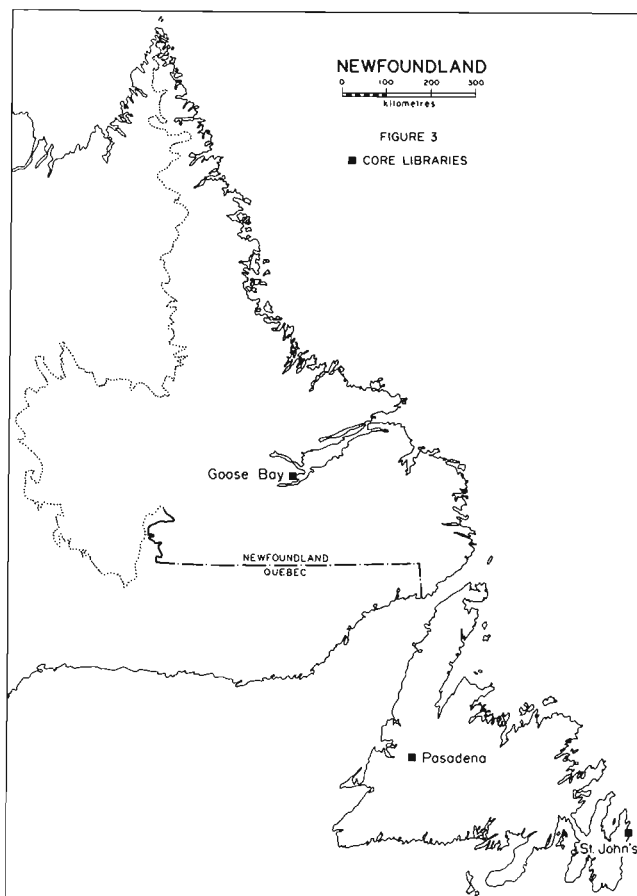 NEWFOUNDLAND
0 100 200 300
kilometres
FIGURE 3
■ CORE LIBRARIES
Goose Bay
NEWFOUNDLAND
QUEBEC
Pasadena
St. John's